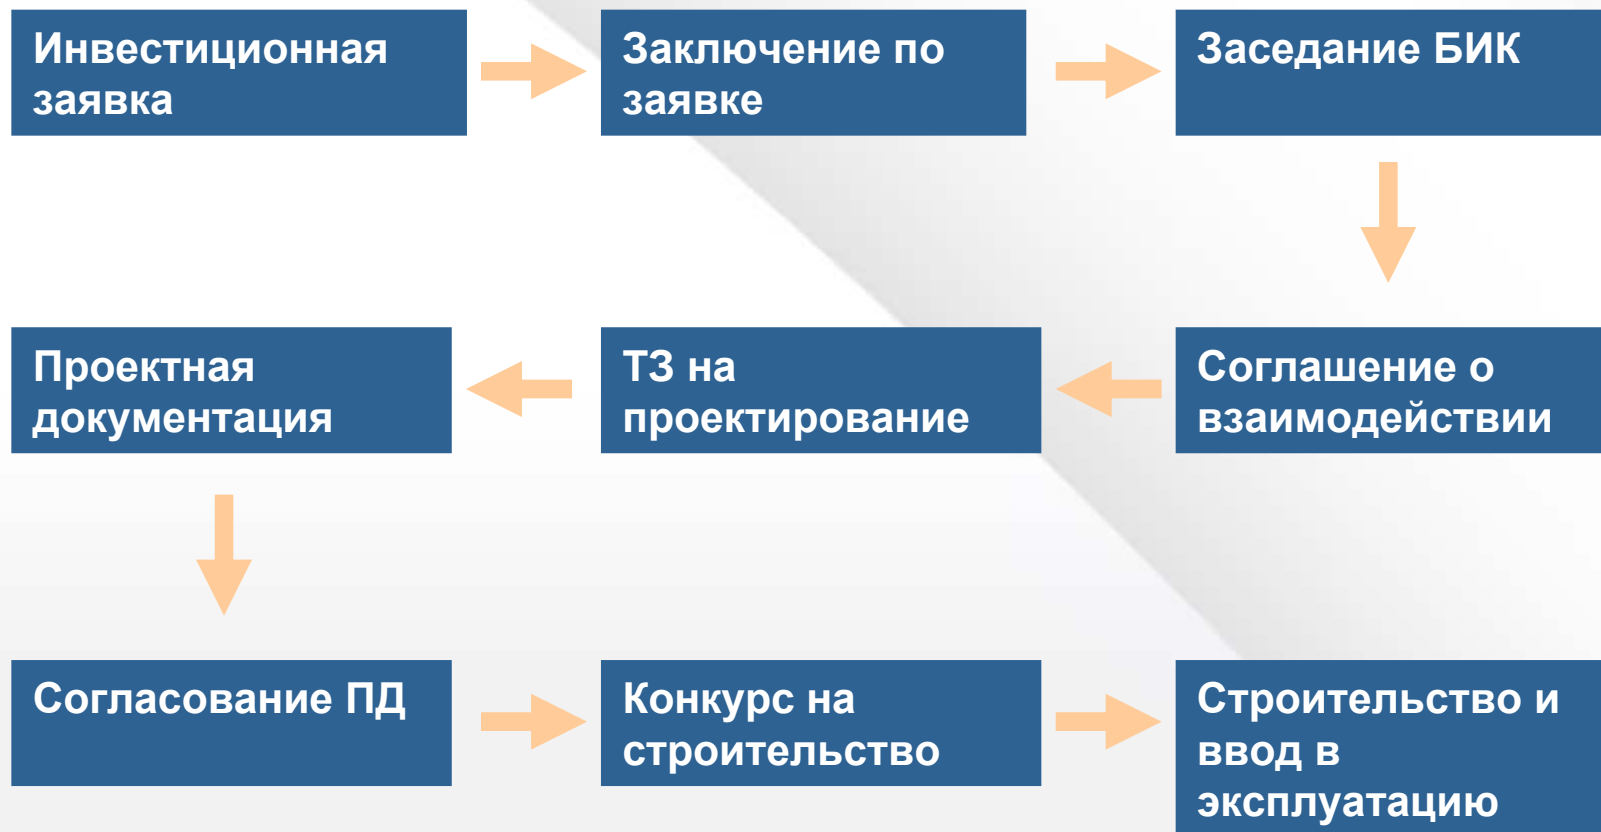 Инвестиционная
заявка
Заключение по
заявке
Заседание БИК
Соглашение о
взаимодействии
ТЗ на
проектирование
Проектная
документация
Согласование ПД
Конкурс на
строительство
Строительство и
ввод в
эксплуатацию